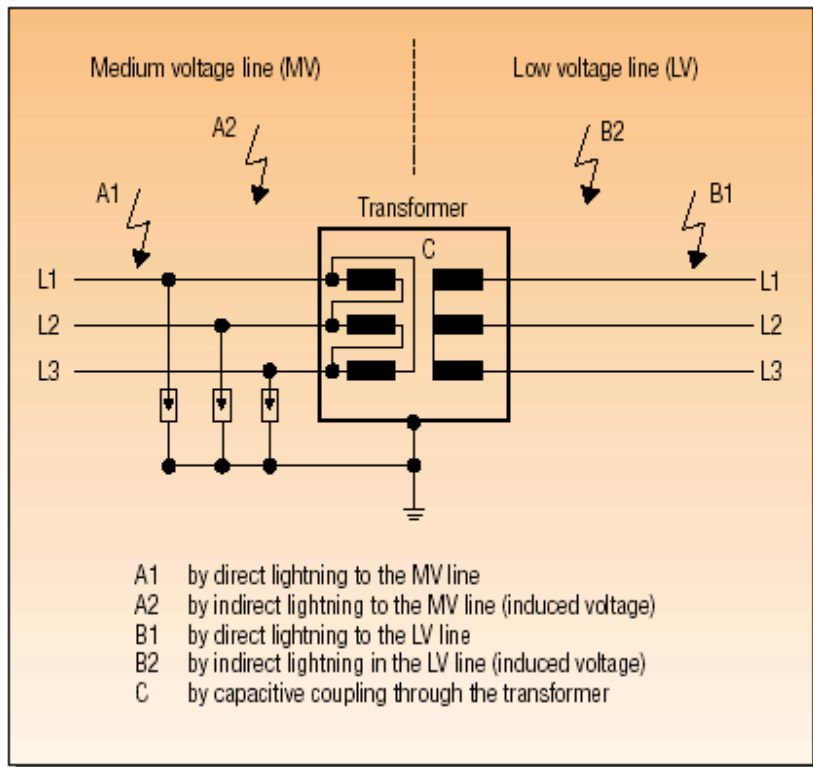 Medium voltage line (MV) Low voltage line (LV)
A2 B2
A1 B1
Transformer
C
L1 L1
L2 L2
L3 L3
A1 by direct lightning to the MV line
A2 by indirect lightning to the MV line (induced voltage)
B1 by direct lightning to the LV line
B2 by indirect lightning in the LV line (induced voltage)
C by capacitive coupling through the transformer